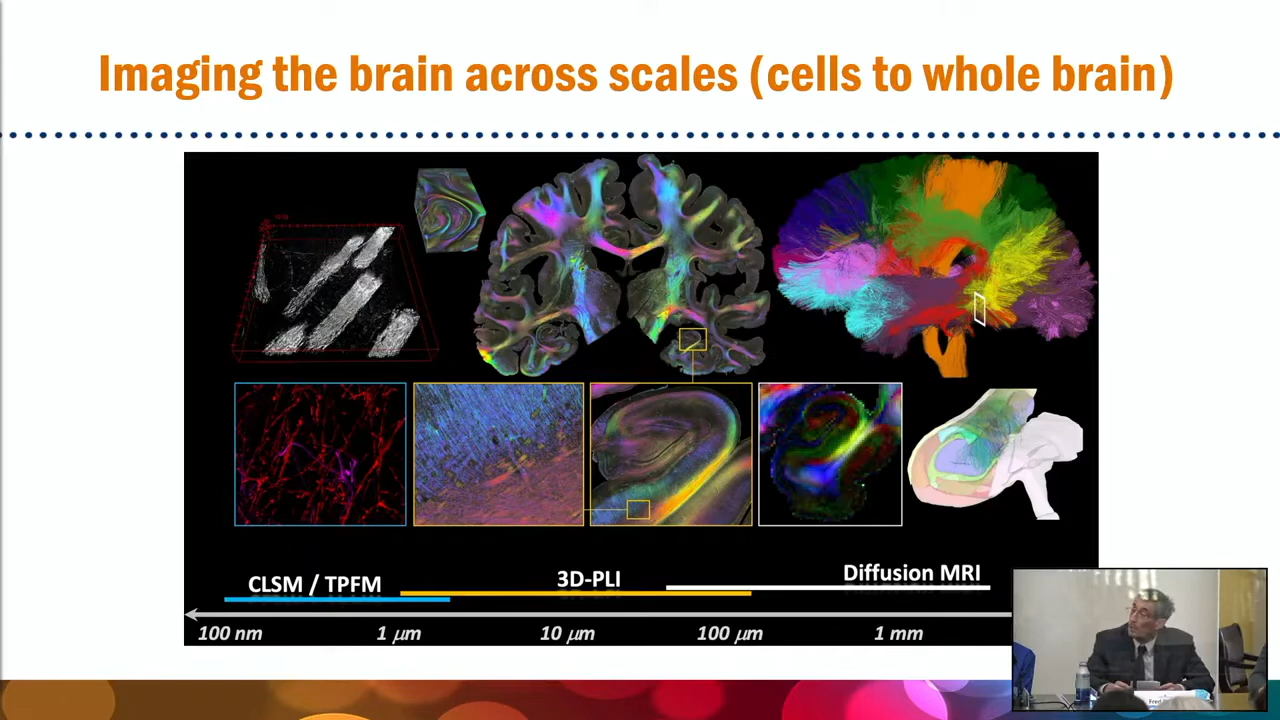 Imaging the brain across scales (cells to whole brain)
CLSM / TPFM
3D-PLI
Diffusion MRI
100 nm
1 μm
10 μm
100 μm
1 mm
Fred